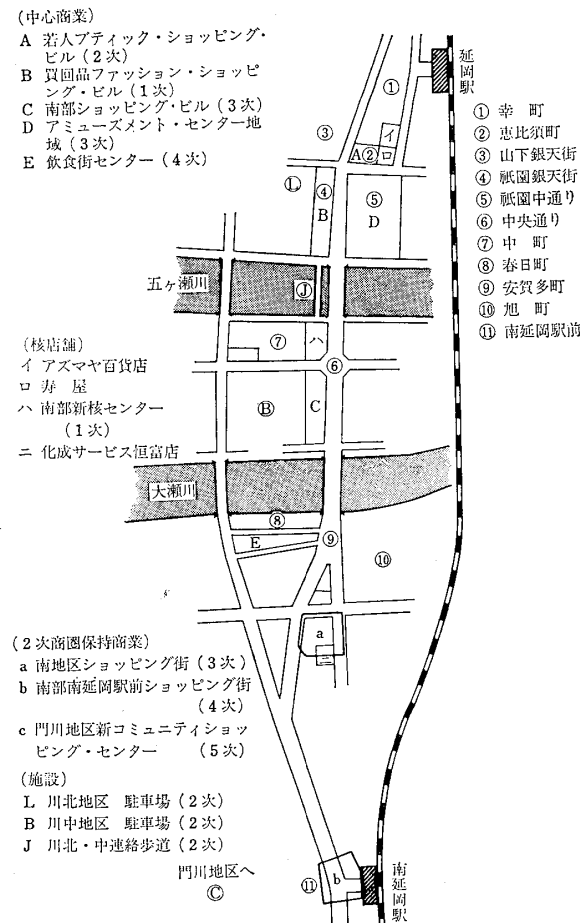 (中心商業)
A 若人ブティック・ショッピング・
ビル(2次)
B 買回品ファッション・ショッピ
ング・ビル(1次)
C 南部ショッピング・ビル(3次)
D アミューズメント・センター地
域(3次)
E 飲食街センター(4次)
延岡駅
① 幸 町
② 恵比須町
③ 山下銀天街
④ 祇園銀天街
⑤ 祇園中通り
⑥ 中央通り
⑦ 中 町
⑧ 春日町
⑨ 安賀多町
⑩ 旭 町
⑪ 南延岡駅前
①
イ
③
A ② ロ
Ⓛ
④
B
⑤
D
五ヶ瀬川
Ⓙ
(核店舗)
イ アズマヤ百貨店
ロ 寿 屋
ハ 南部新核センター
(1次)
ニ 化成サービス恒富店
⑦ ハ
⑥
Ⓑ
C
大瀬川
⑧
E
⑨
⑩
a
ニ
(2次商圏保持商業)
a 南地区ショッピング街(3次)
b 南部南延岡駅前ショッピング街
(4次)
c 門川地区新コミュニティショッ
ピング・センター (5次)
(施設)
L 川北地区 駐車場(2次)
B 川中地区 駐車場(2次)
J 川北・中連絡歩道(2次)
門川地区へ
Ⓒ
⑪
b
南延岡駅